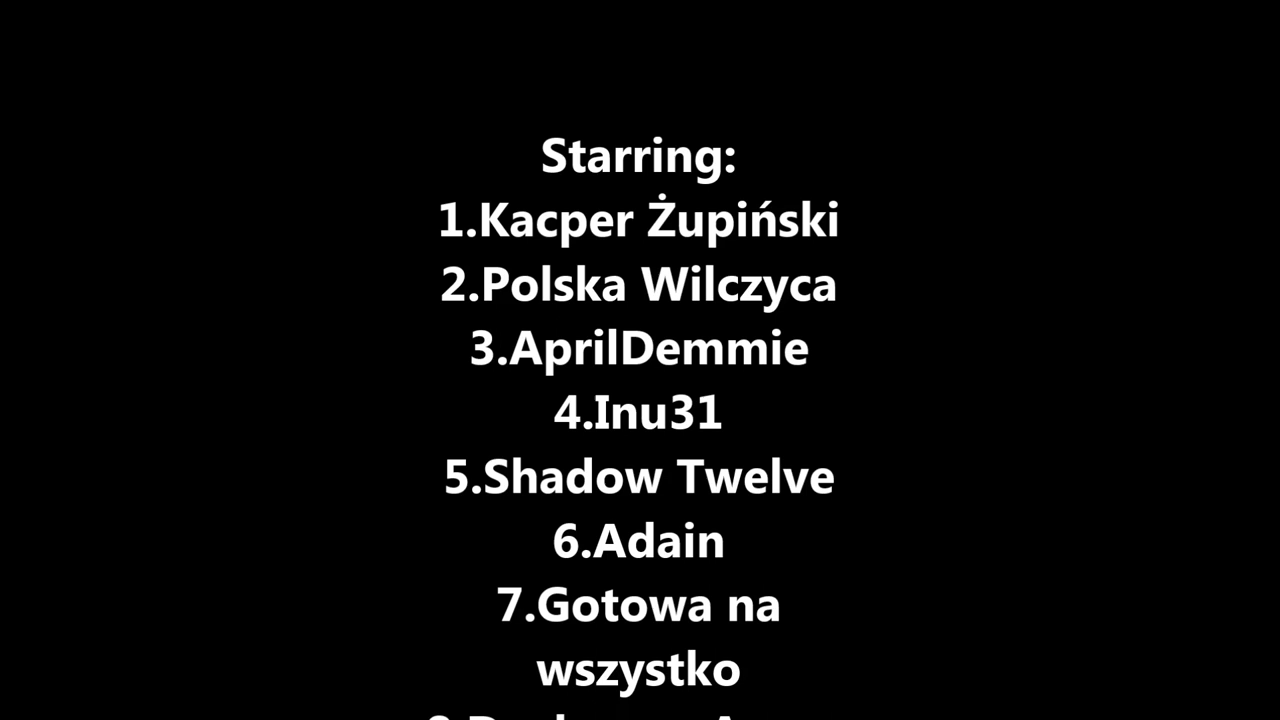 Starring:
1.Kacper Żupiński
2.Polska Wilczyca
3.AprilDemmie
4.Inu31
5.Shadow Twelve
6.Adain
7.Gotowa na
wszystko